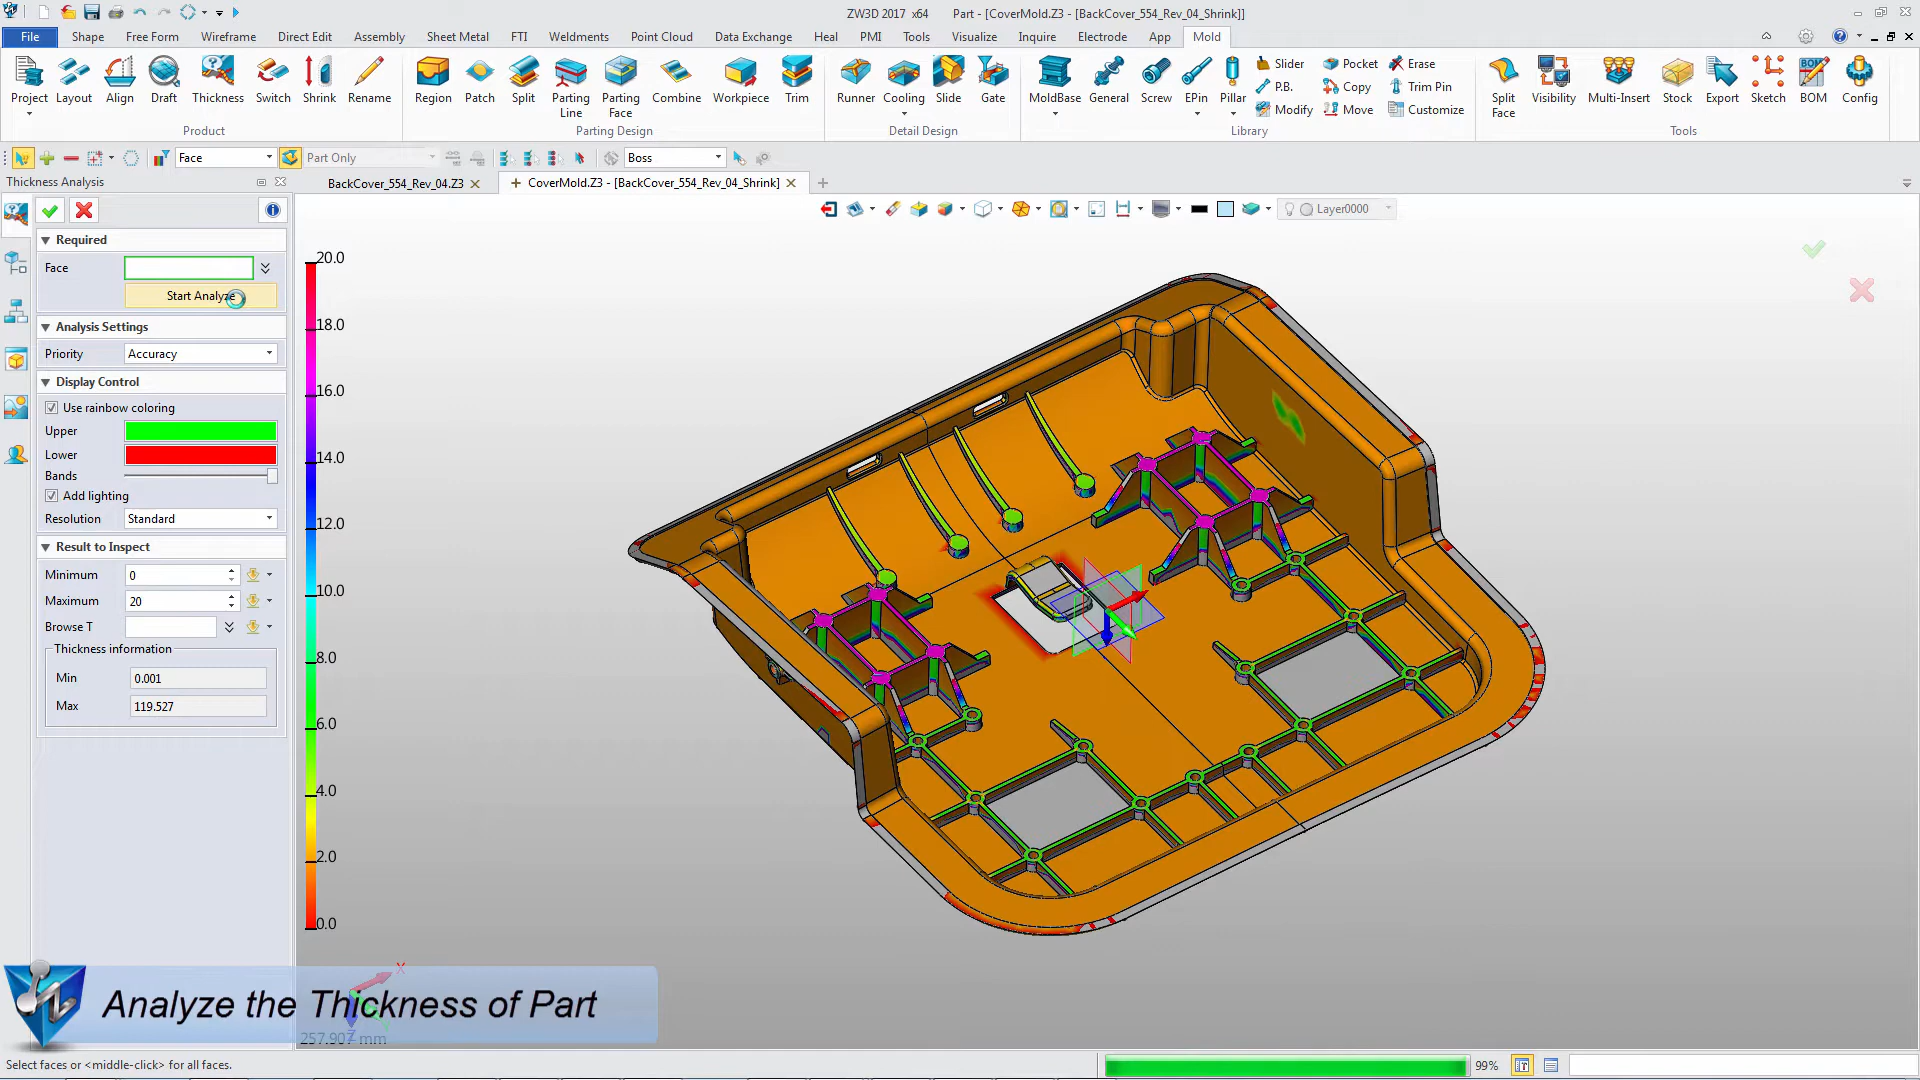 ZW3D 2017 x64    Part - [CoverMold.Z3 - [BackCover_554_Rev_04_Shrink]]
File Shape Free Form Wireframe Direct Edit Assembly Sheet Metal FTI Weldments Point Cloud Data Exchange Heal PMI Tools Visualize Inquire Electrode App Mold
Project Layout Align Draft Thickness Switch Shrink Rename
Product
Region Patch Split Parting Line Parting Face Combine Workpiece Trim
Parting Design
Runner Cooling Slide Gate
Detail Design
MoldBase General Screw EPin Pillar
Slider Pocket Erase
P.B. Copy Trim Pin
Modify Move Customize
Library
Split Face Visibility Multi-Insert Stock Export Sketch BOM Config
Tools
Face Part Only Boss
Thickness Analysis
BackCover_554_Rev_04.Z3
CoverMold.Z3 - [BackCover_554_Rev_04_Shrink]
Layer0000
Required
Face
Start Analyze
Analysis Settings
Priority Accuracy
Display Control
Use rainbow coloring
Upper
Lower
Bands
Add lighting
Resolution Standard
Result to Inspect
Minimum 0
Maximum 20
Browse T
Thickness information
Min 0.001
Max 119.527
20.0
18.0
16.0
14.0
12.0
10.0
8.0
6.0
4.0
2.0
0.0
X
Z
Analyze the Thickness of Part
257.907 mm
Select faces or <middle-click> for all faces.
99%